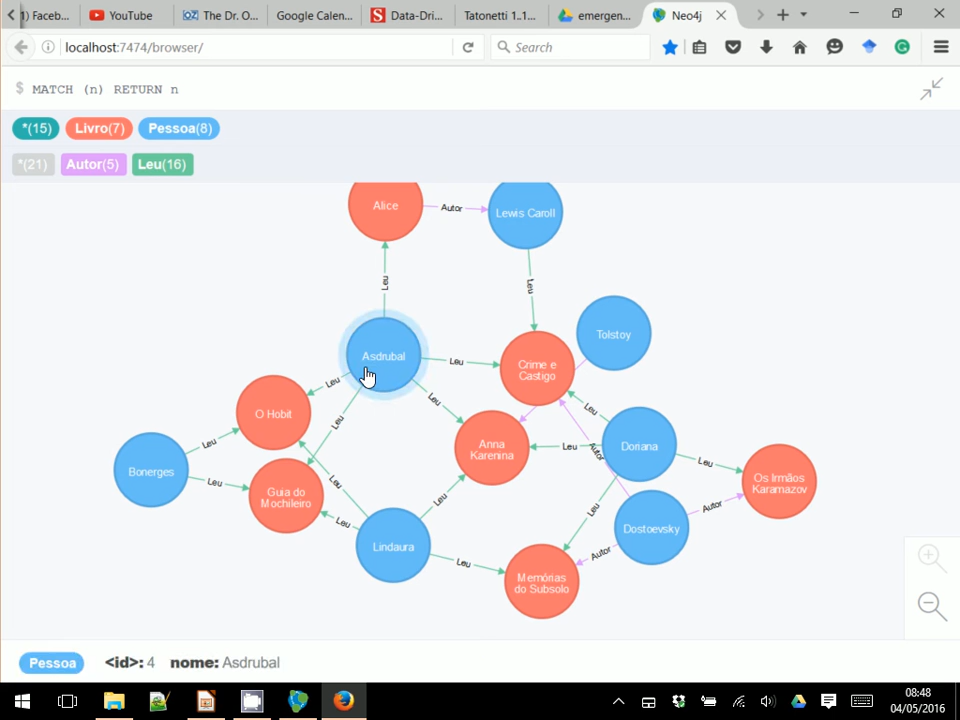 1) Faceb...
YouTube
The Dr. O...
Google Calen...
Data-Dri...
Tatonetti 1..1...
emergen...
Neo4j
localhost:7474/browser/
Search
$ MATCH (n) RETURN n
*(15) Livro(7) Pessoa(8)
*(21) Autor(5) Leu(16)
Alice
Autor
Lewis Caroll
Leu
Leu
Tolstoy
Asdrubal
Leu
Crime e
Castigo
Leu
Leu
Leu
O Hobit
Leu
Anna
Karenina
Leu
Autor
Doriana
Leu
Os Irmãos
Karamazov
Bonerges
Leu
Leu
Guia do
Mochileiro
Leu
Leu
Leu
Leu
Autor
Dostoevsky
Lindaura
Leu
Autor
Memórias
do Subsolo
Pessoa <id>: 4 nome: Asdrubal
08:48
04/05/2016